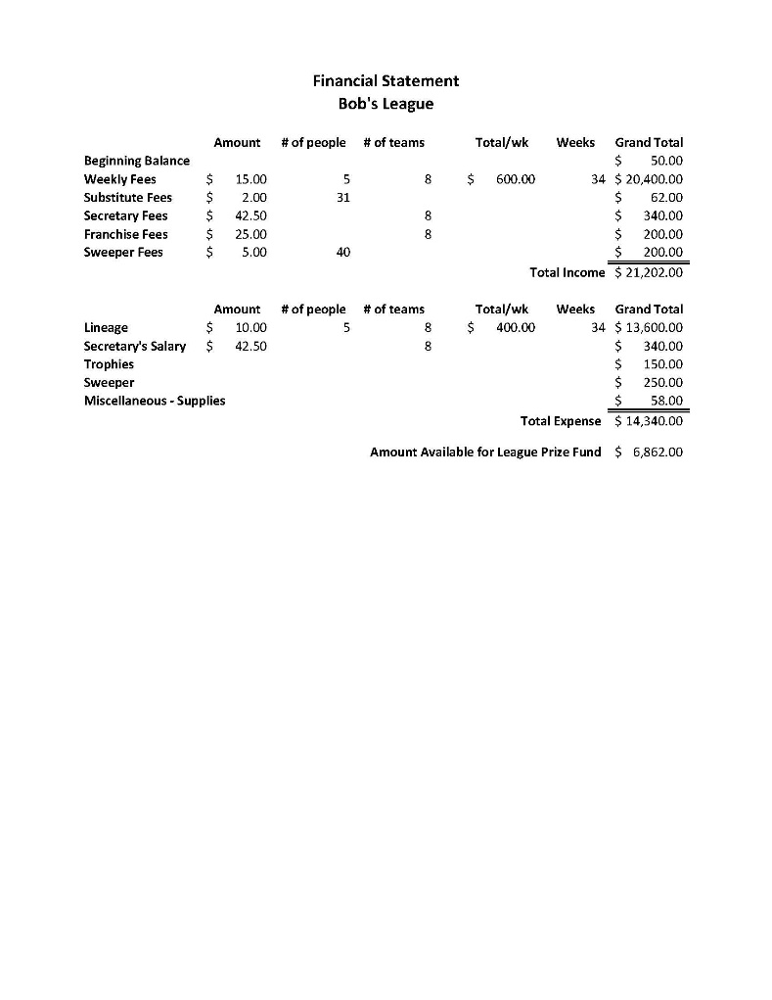 Financial Statement
Bob's League
Amount # of people # of teams Total/wk Weeks Grand Total
Beginning Balance $ 50.00
Weekly Fees $ 15.00 5 8 $ 600.00 34 $ 20,400.00
Substitute Fees $ 2.00 31 $ 62.00
Secretary Fees $ 42.50 8 $ 340.00
Franchise Fees $ 25.00 8 $ 200.00
Sweeper Fees $ 5.00 40 $ 200.00
Total Income $ 21,202.00
Amount # of people # of teams Total/wk Weeks Grand Total
Lineage $ 10.00 5 8 $ 400.00 34 $ 13,600.00
Secretary's Salary $ 42.50 8 $ 340.00
Trophies $ 150.00
Sweeper $ 250.00
Miscellaneous - Supplies $ 58.00
Total Expense $ 14,340.00
Amount Available for League Prize Fund $ 6,862.00